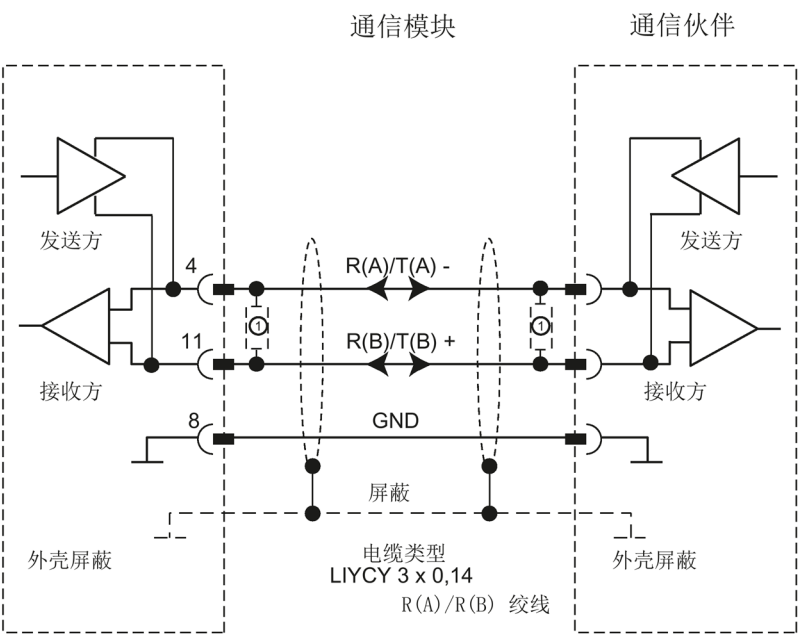 通信模块
通信伙伴
发送方
发送方
4
R(A)/T(A) -
1
1
11
R(B)/T(B) +
接收方
接收方
8
GND
屏蔽
外壳屏蔽
外壳屏蔽
电缆类型
LIYCY 3 x 0,14
R(A)/R(B) 绞线